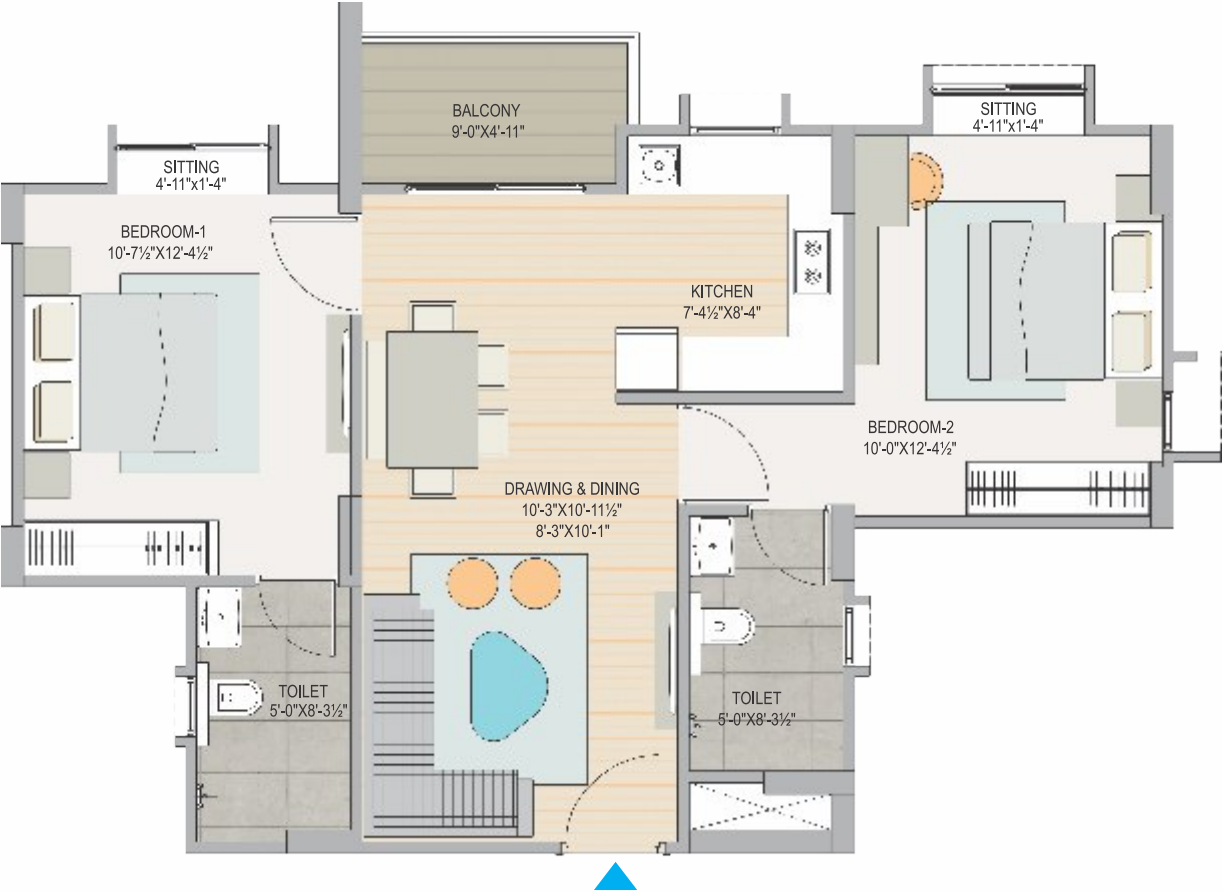 BALCONY
9'-0"X4'-11"
SITTING
4'-11"x1'-4"
SITTING
4'-11"x1'-4"
BEDROOM-1
10'-7½"X12'-4½"
KITCHEN
7'-4½"X8'-4"
BEDROOM-2
10'-0"X12'-4½"
DRAWING & DINING
10'-3"X10'-11½"
8'-3"X10'-1"
TOILET
5'-0"X8'-3½"
TOILET
5'-0"X8'-3½"